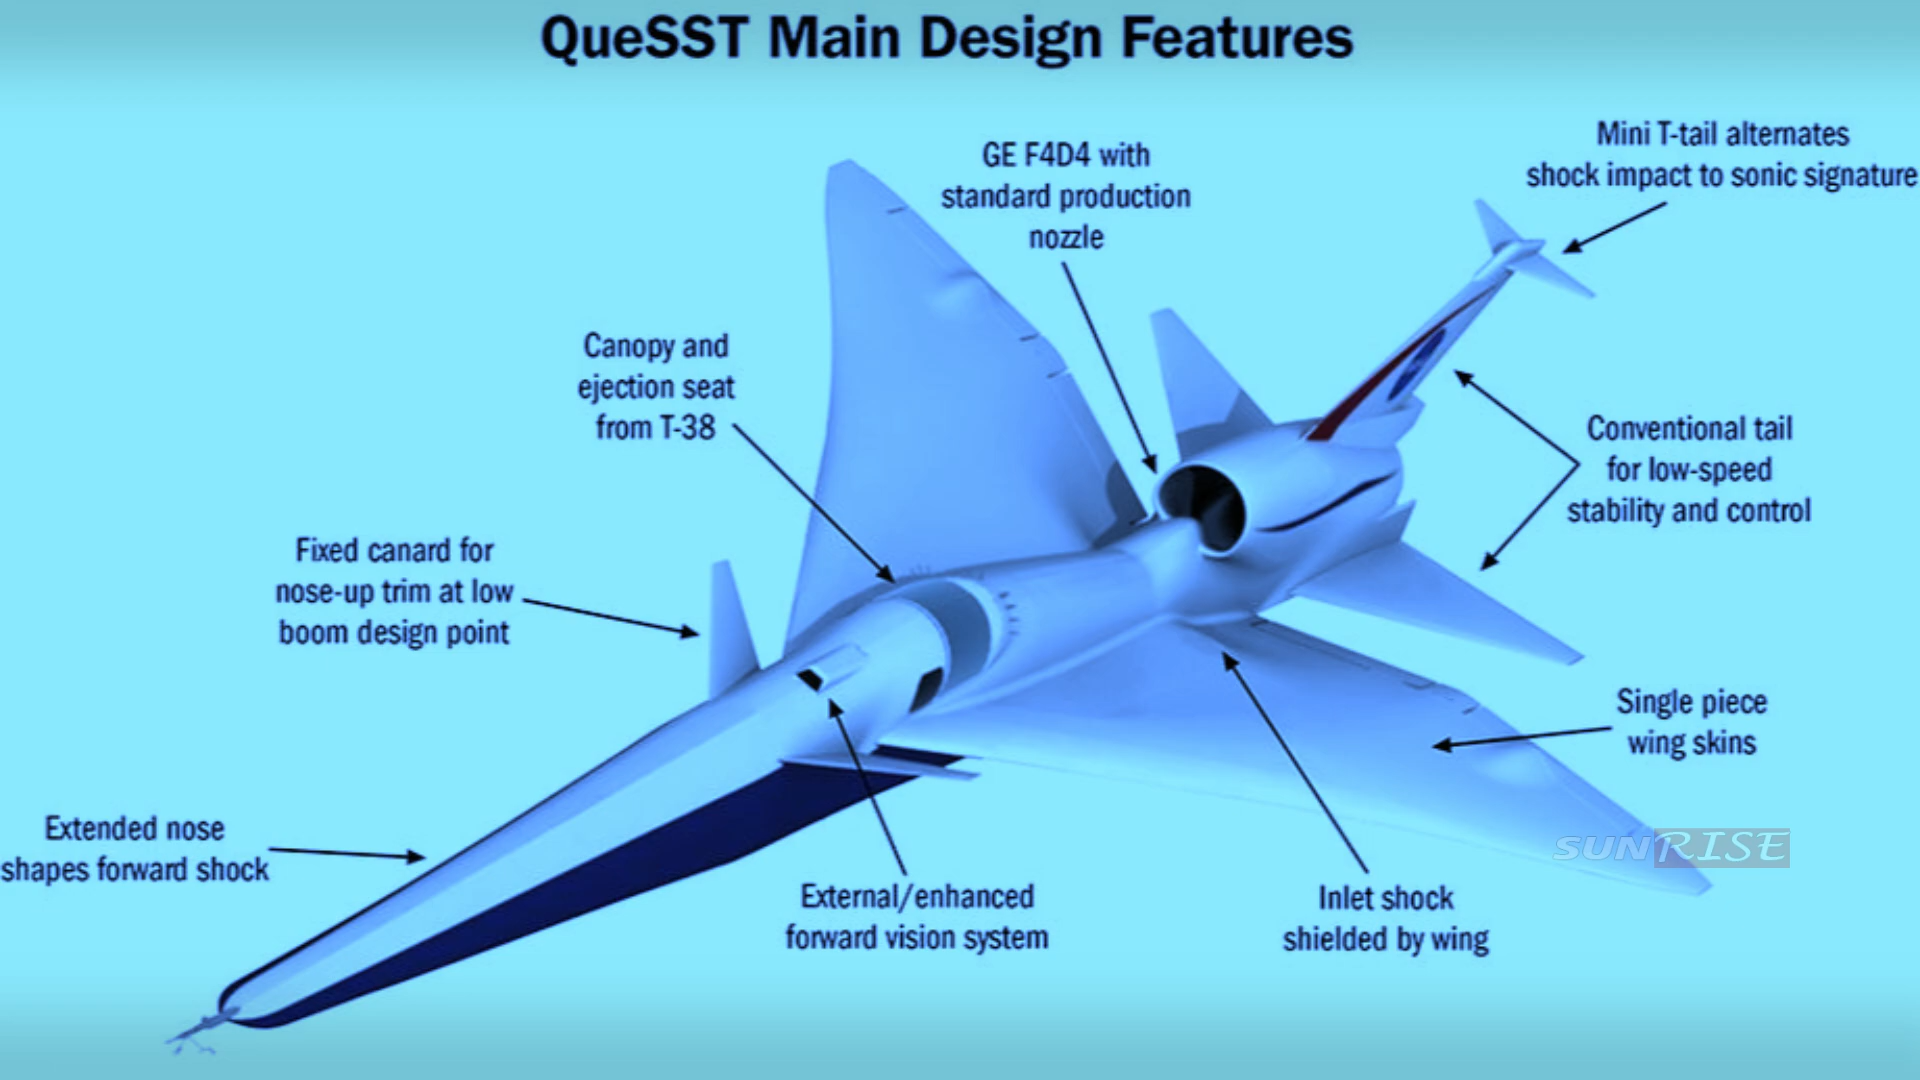 QueSST Main Design Features
Mini T-tail alternates
shock impact to sonic signature
GE F4D4 with
standard production
nozzle
Canopy and
ejection seat
from T-38
Conventional tail
for low-speed
stability and control
Fixed canard for
nose-up trim at low
boom design point
Single piece
wing skins
Extended nose
shapes forward shock
External/enhanced
forward vision system
Inlet shock
shielded by wing
SUNRISE